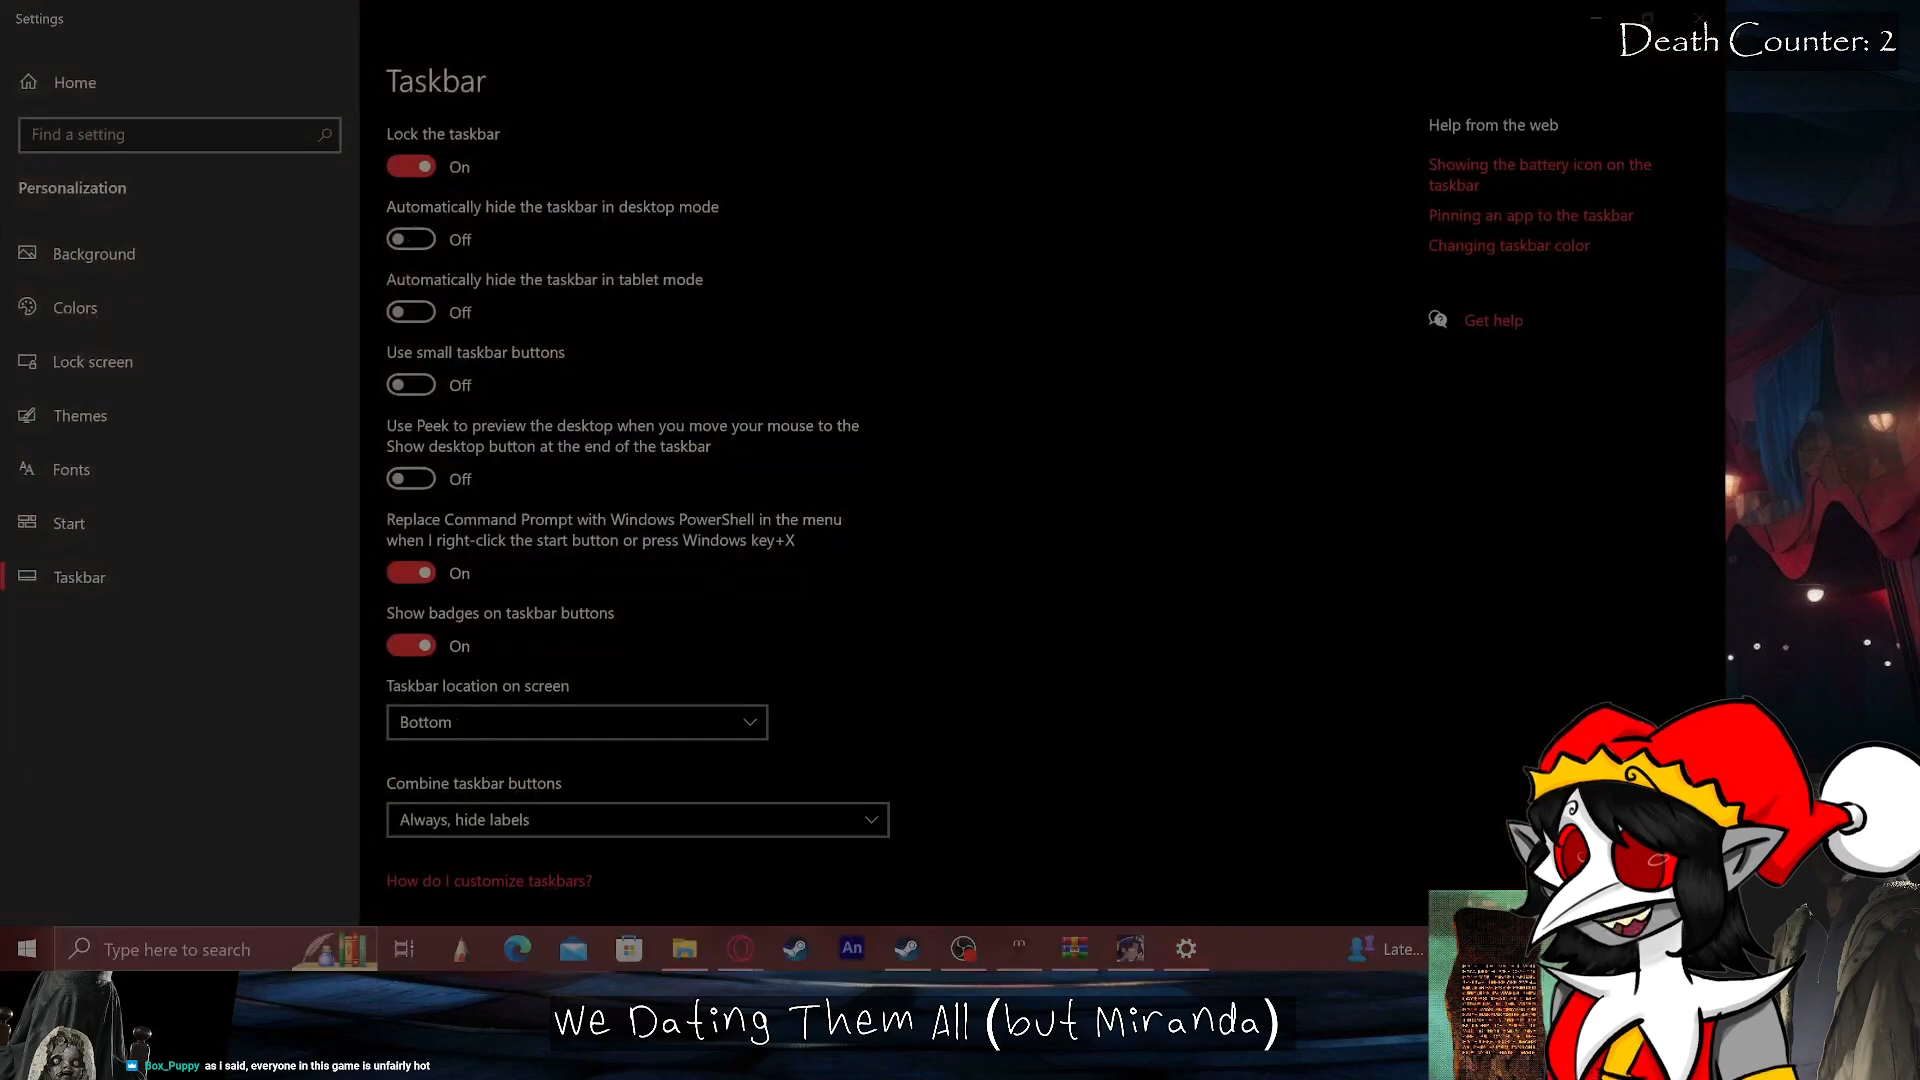 Settings
Death Counter: 2
Home
Find a setting
Personalization
Background
Colors
Lock screen
Themes
Fonts
Start
Taskbar
Taskbar
Lock the taskbar
On
Automatically hide the taskbar in desktop mode
Off
Automatically hide the taskbar in tablet mode
Off
Use small taskbar buttons
Off
Use Peek to preview the desktop when you move your mouse to the
Show desktop button at the end of the taskbar
Off
Replace Command Prompt with Windows PowerShell in the menu
when I right-click the start button or press Windows key+X
On
Show badges on taskbar buttons
On
Taskbar location on screen
Bottom
Combine taskbar buttons
Always, hide labels
How do I customize taskbars?
Help from the web
Showing the battery icon on the
taskbar
Pinning an app to the taskbar
Changing taskbar color
Get help
Type here to search
An
Late...
We Dating Them All (but Miranda)
Box_Puppy as I said, everyone in this game is unfairly hot